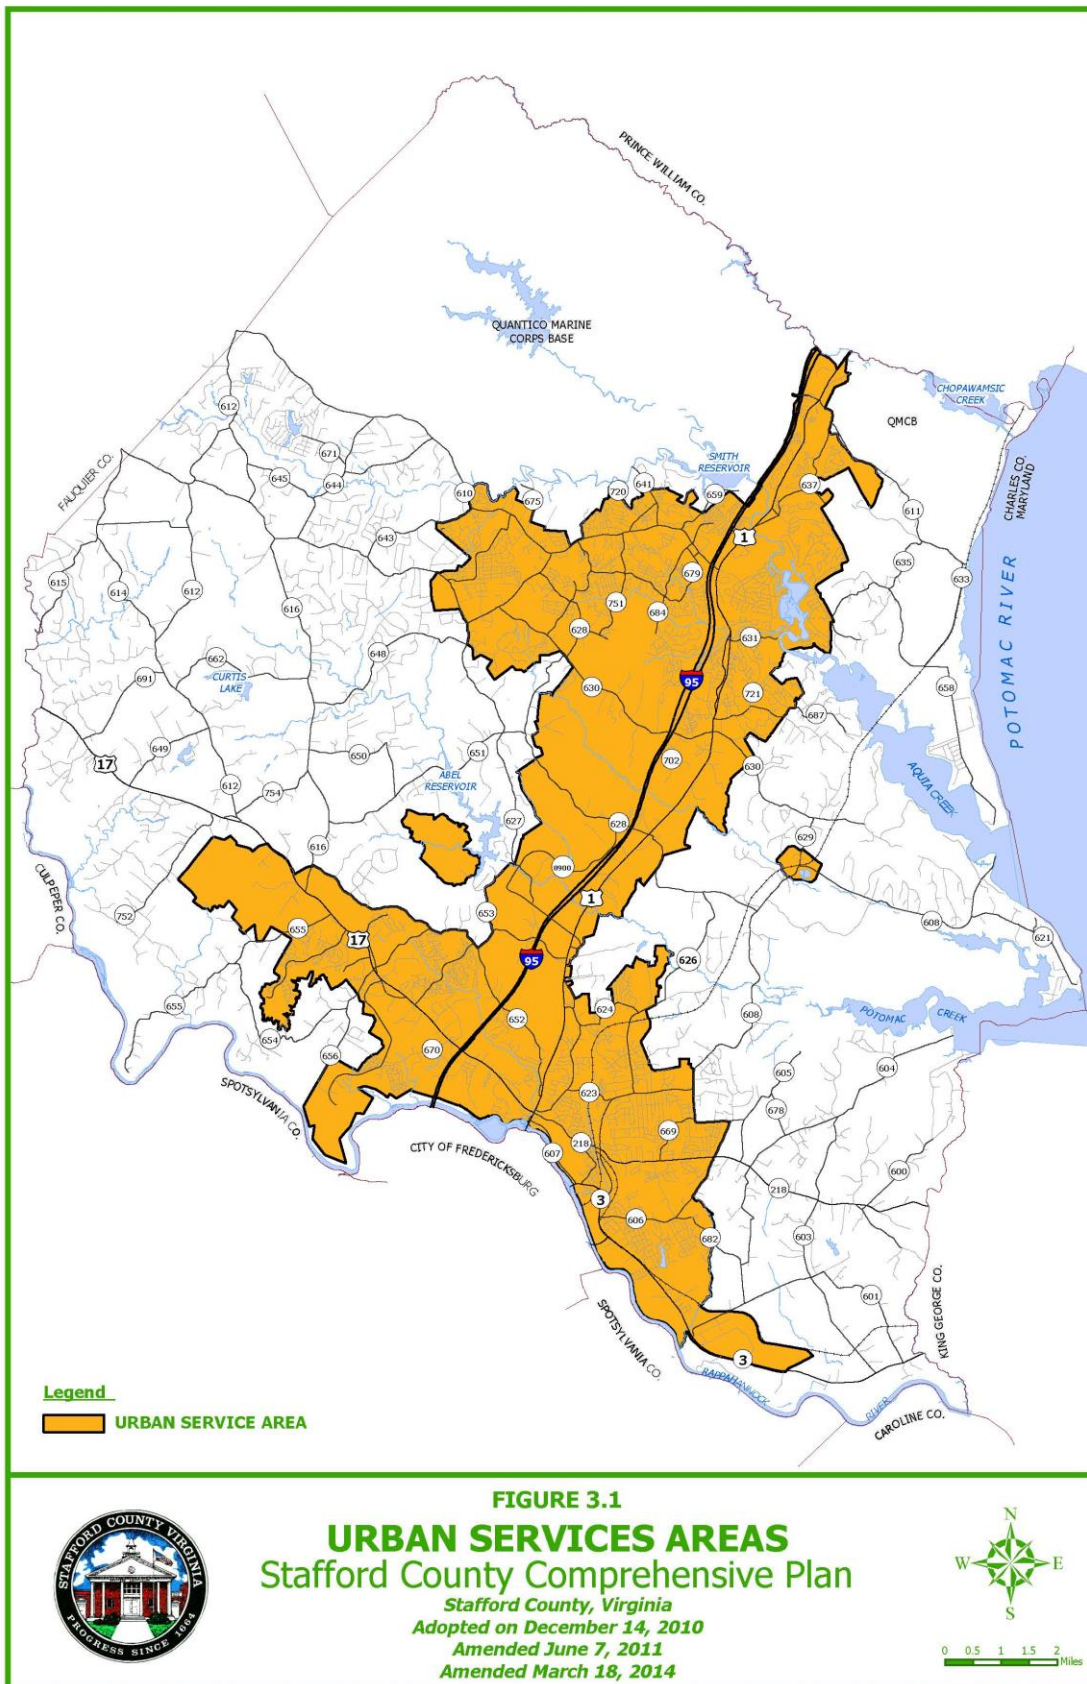 PRINCE WILLIAM CO.
QUANTICO MARINE
CORPS BASE
CHOPAWAMSIC
CREEK
QMCB
612
FAUQUIER CO.
671
645
644
610
675
720
641
SMITH
RESERVOIR
659
637
611
CHARLES CO.
MARYLAND
1
643
615
614
612
616
679
635
633
POTOMAC RIVER
751
684
628
631
648
662
CURTIS
LAKE
691
630
95
721
658
687
649
17
650
651
702
630
612
754
ABEL
RESERVOIR
AQUIA CREEK
627
628
629
616
8900
CULPEPER CO.
752
655
17
653
1
608
621
95
626
655
624
652
608
POTOMAC
CREEK
654
656
670
605
604
623
678
SPOTSYLVANIA CO.
CITY OF FREDERICKSBURG
607
218
669
600
218
3
606
682
603
601
KING GEORGE CO.
SPOTSYLVANIA CO.
3
RAPPAHANNOCK
RIVER
CAROLINE CO.
Legend
URBAN SERVICE AREA
FIGURE 3.1
URBAN SERVICES AREAS
Stafford County Comprehensive Plan
Stafford County, Virginia
Adopted on December 14, 2010
Amended June 7, 2011
Amended March 18, 2014
STAFFORD COUNTY VIRGINIA
PROGRESS SINCE 1664
N
W
E
S
0 0.5 1 1.5 2
Miles